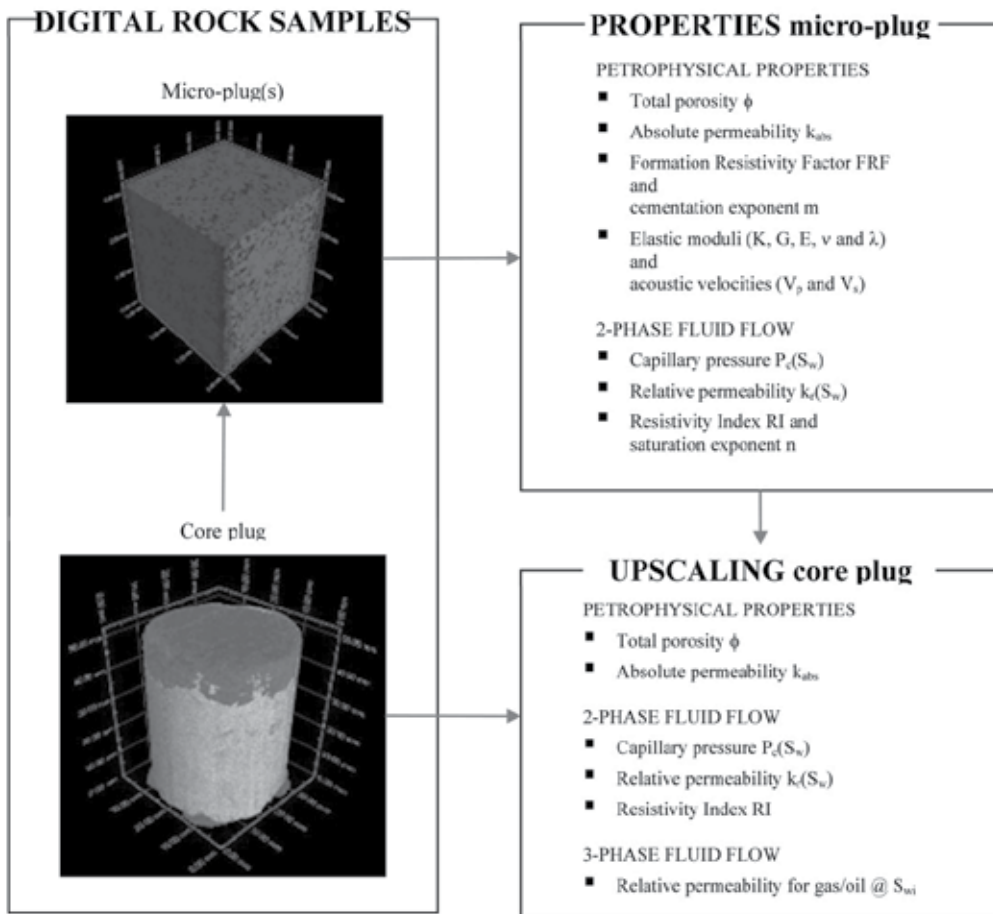 DIGITAL ROCK SAMPLES
Micro-plug(s)
Core plug
PROPERTIES micro-plug
PETROPHYSICAL PROPERTIES
■ Total porosity ϕ
■ Absolute permeability kabs
■ Formation Resistivity Factor FRF
and
cementation exponent m
■ Elastic moduli (K, G, E, ν and λ)
and
acoustic velocities (Vp and Vs)
2-PHASE FLUID FLOW
■ Capillary pressure Pc(Sw)
■ Relative permeability kr(Sw)
■ Resistivity Index RI and
saturation exponent n
UPSCALING core plug
PETROPHYSICAL PROPERTIES
■ Total porosity ϕ
■ Absolute permeability kabs
2-PHASE FLUID FLOW
■ Capillary pressure Pc(Sw)
■ Relative permeability kr(Sw)
■ Resistivity Index RI
3-PHASE FLUID FLOW
■ Relative permeability for gas/oil @ Swi